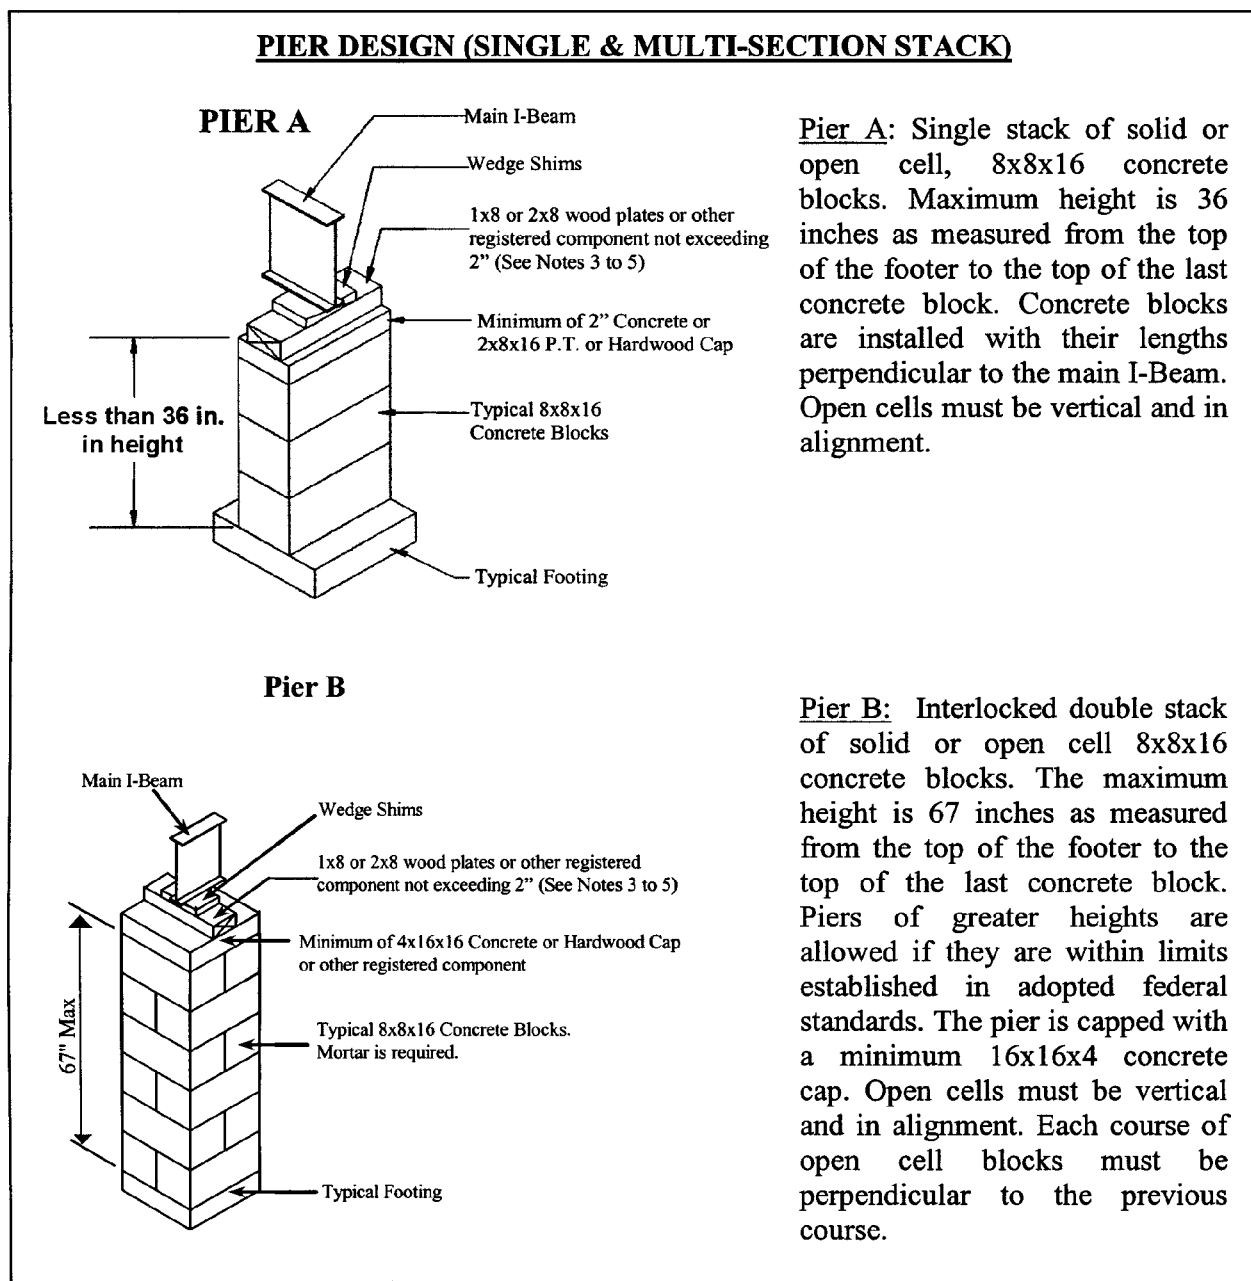 PIER DESIGN (SINGLE & MULTI-SECTION STACK)
PIER A
Main I-Beam
Wedge Shims
1x8 or 2x8 wood plates or other
registered component not exceeding
2” (See Notes 3 to 5)
Minimum of 2” Concrete or
2x8x16 P.T. or Hardwood Cap
Less than 36 in.
in height
Typical 8x8x16
Concrete Blocks
Typical Footing
Pier A: Single stack of solid or
open cell, 8x8x16 concrete
blocks. Maximum height is 36
inches as measured from the top
of the footer to the top of the last
concrete block. Concrete blocks
are installed with their lengths
perpendicular to the main I-Beam.
Open cells must be vertical and in
alignment.
Pier B
Main I-Beam
Wedge Shims
1x8 or 2x8 wood plates or other registered
component not exceeding 2” (See Notes 3 to 5)
Minimum of 4x16x16 Concrete or Hardwood Cap
or other registered component
67" Max
Typical 8x8x16 Concrete Blocks.
Mortar is required.
Typical Footing
Pier B: Interlocked double stack
of solid or open cell 8x8x16
concrete blocks. The maximum
height is 67 inches as measured
from the top of the footer to the
top of the last concrete block.
Piers of greater heights are
allowed if they are within limits
established in adopted federal
standards. The pier is capped with
a minimum 16x16x4 concrete
cap. Open cells must be vertical
and in alignment. Each course of
open cell blocks must be
perpendicular to the previous
course.